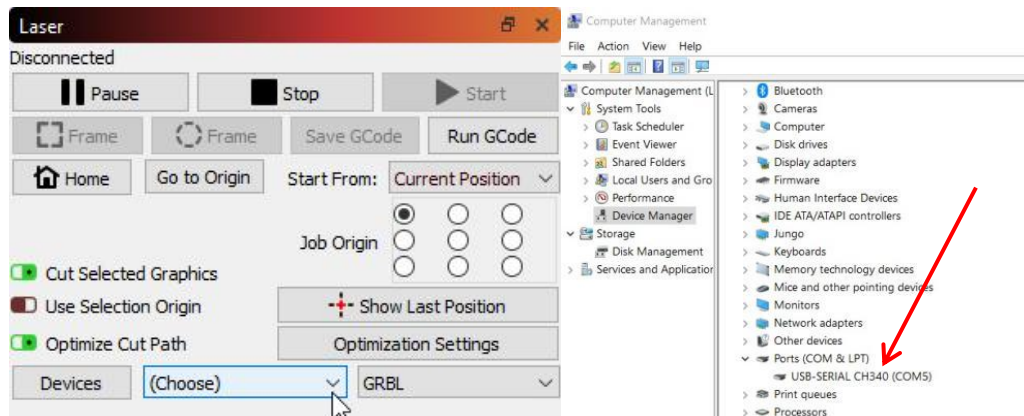 Laser
Disconnected
Pause
Stop
Start
Frame
Frame
Save GCode
Run GCode
Home
Go to Origin
Start From:
Current Position
Job Origin
Cut Selected Graphics
Use Selection Origin
Show Last Position
Optimize Cut Path
Optimization Settings
Devices
(Choose)
GRBL
Computer Management
File Action View Help
Computer Management (L
System Tools
Task Scheduler
Event Viewer
Shared Folders
Local Users and Gro
Performance
Device Manager
Storage
Disk Management
Services and Application
Bluetooth
Cameras
Computer
Disk drives
Display adapters
Firmware
Human Interface Devices
IDE ATA/ATAPI controllers
Jungo
Keyboards
Memory technology devices
Mice and other pointing devices
Monitors
Network adapters
Other devices
Ports (COM & LPT)
USB-SERIAL CH340 (COM5)
Print queues
Processors